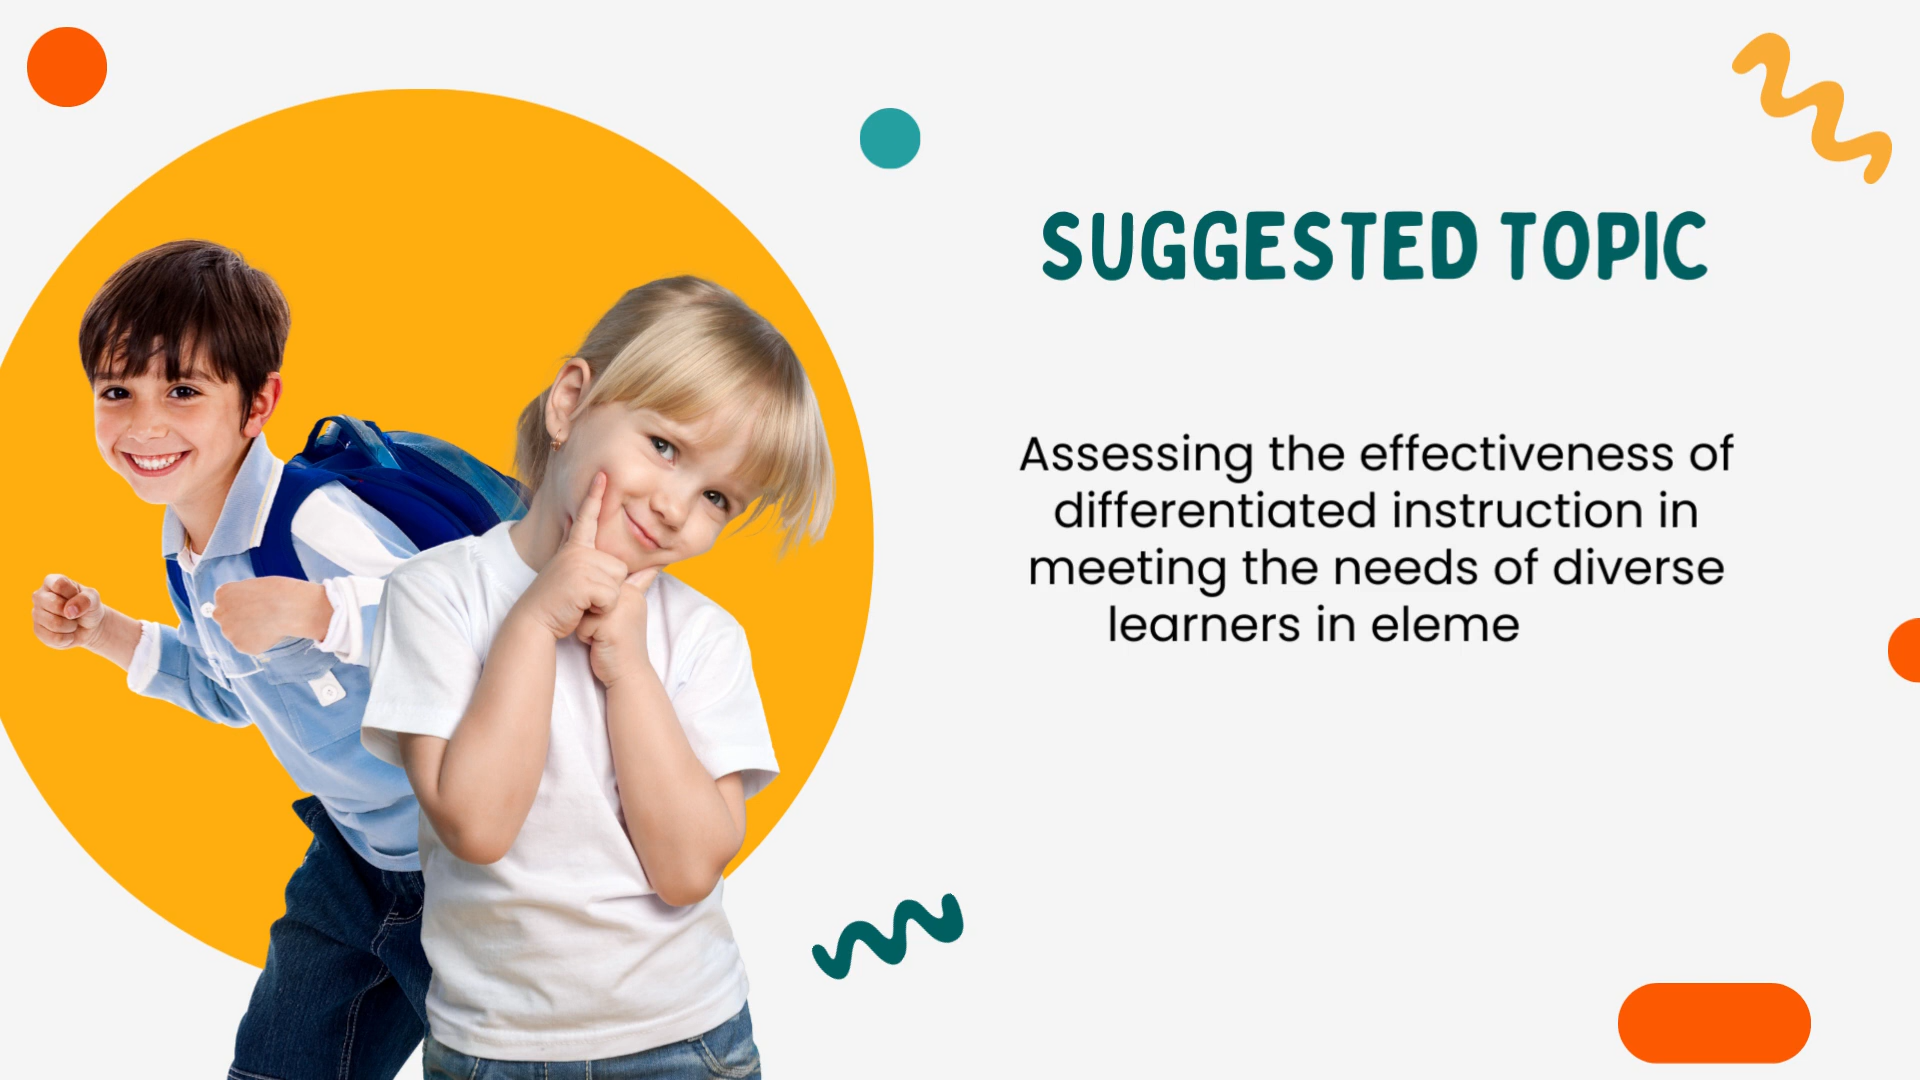 SUGGESTED TOPIC
Assessing the effectiveness of
differentiated instruction in
meeting the needs of diverse
learners in eleme